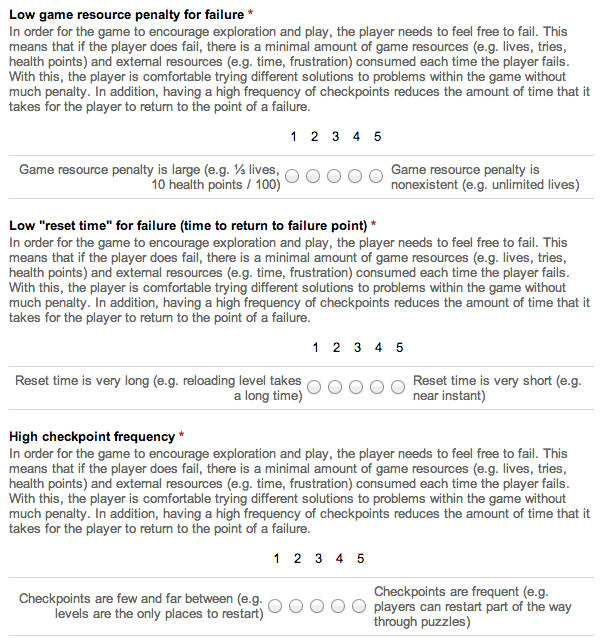 Low game resource penalty for failure *
In order for the game to encourage exploration and play, the player needs to feel free to fail. This
means that if the player does fail, there is a minimal amount of game resources (e.g. lives, tries,
health points) and external resources (e.g. time, frustration) consumed each time the player fails.
With this, the player is comfortable trying different solutions to problems within the game without
much penalty. In addition, having a high frequency of checkpoints reduces the amount of time that it
takes for the player to return to the point of a failure.
1 2 3 4 5
Game resource penalty is large (e.g. ⅓ lives,
10 health points / 100)
Game resource penalty is
nonexistent (e.g. unlimited lives)
Low "reset time" for failure (time to return to failure point) *
In order for the game to encourage exploration and play, the player needs to feel free to fail. This
means that if the player does fail, there is a minimal amount of game resources (e.g. lives, tries,
health points) and external resources (e.g. time, frustration) consumed each time the player fails.
With this, the player is comfortable trying different solutions to problems within the game without
much penalty. In addition, having a high frequency of checkpoints reduces the amount of time that it
takes for the player to return to the point of a failure.
1 2 3 4 5
Reset time is very long (e.g. reloading level takes
a long time)
Reset time is very short (e.g.
near instant)
High checkpoint frequency *
In order for the game to encourage exploration and play, the player needs to feel free to fail. This
means that if the player does fail, there is a minimal amount of game resources (e.g. lives, tries,
health points) and external resources (e.g. time, frustration) consumed each time the player fails.
With this, the player is comfortable trying different solutions to problems within the game without
much penalty. In addition, having a high frequency of checkpoints reduces the amount of time that it
takes for the player to return to the point of a failure.
1 2 3 4 5
Checkpoints are few and far between (e.g.
levels are the only places to restart)
Checkpoints are frequent (e.g.
players can restart part of the way
through puzzles)